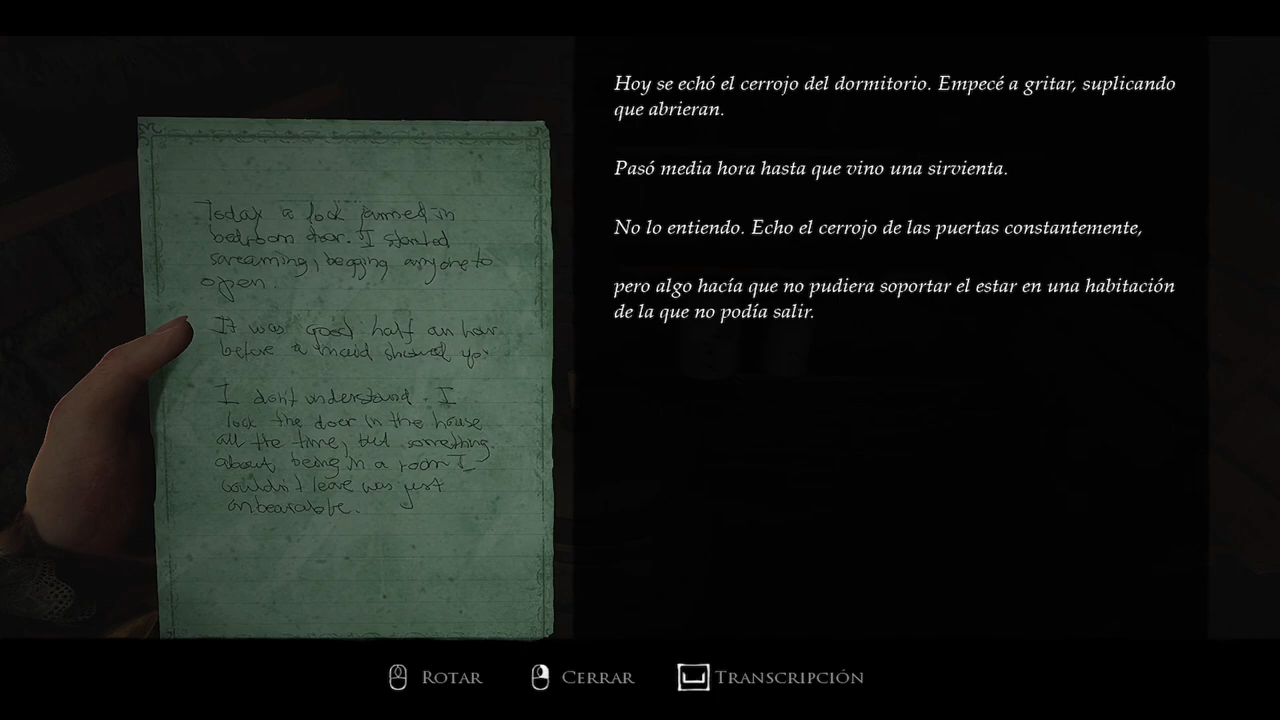 Today a lock jammed in
bedroom door. I started
screaming, begging anyone to
open.
It was good half an hour
before a maid showed up.
I don't understand. I
lock the door in the house
all the time, but something
about being in a room I
couldn't leave was just
unbearable.
Hoy se echó el cerrojo del dormitorio. Empecé a gritar, suplicando
que abrieran.
Pasó media hora hasta que vino una sirvienta.
No lo entiendo. Echo el cerrojo de las puertas constantemente,
pero algo hacía que no pudiera soportar el estar en una habitación
de la que no podía salir.
ROTAR
CERRAR
TRANSCRIPCIÓN